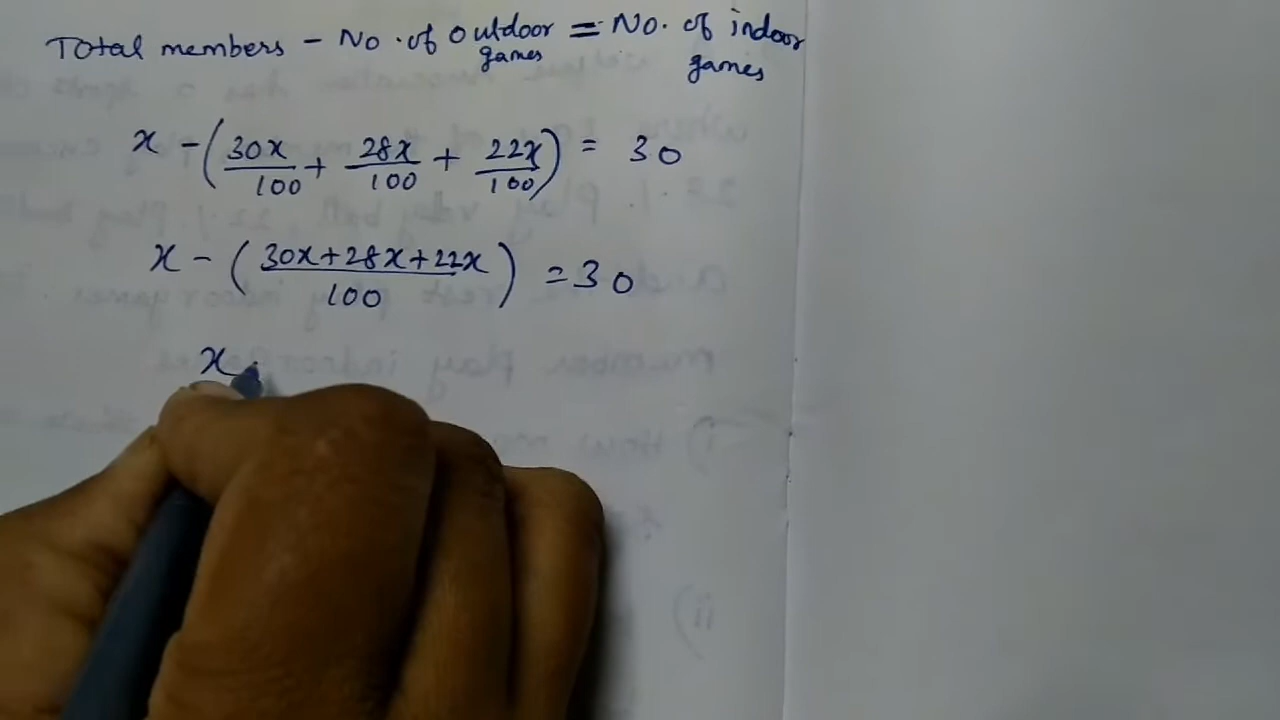 Total members - No. of outdoor games = No. of indoor games
x - (30x/100 + 28x/100 + 22x/100) = 30
x - (30x+28x+22x/100) = 30
x